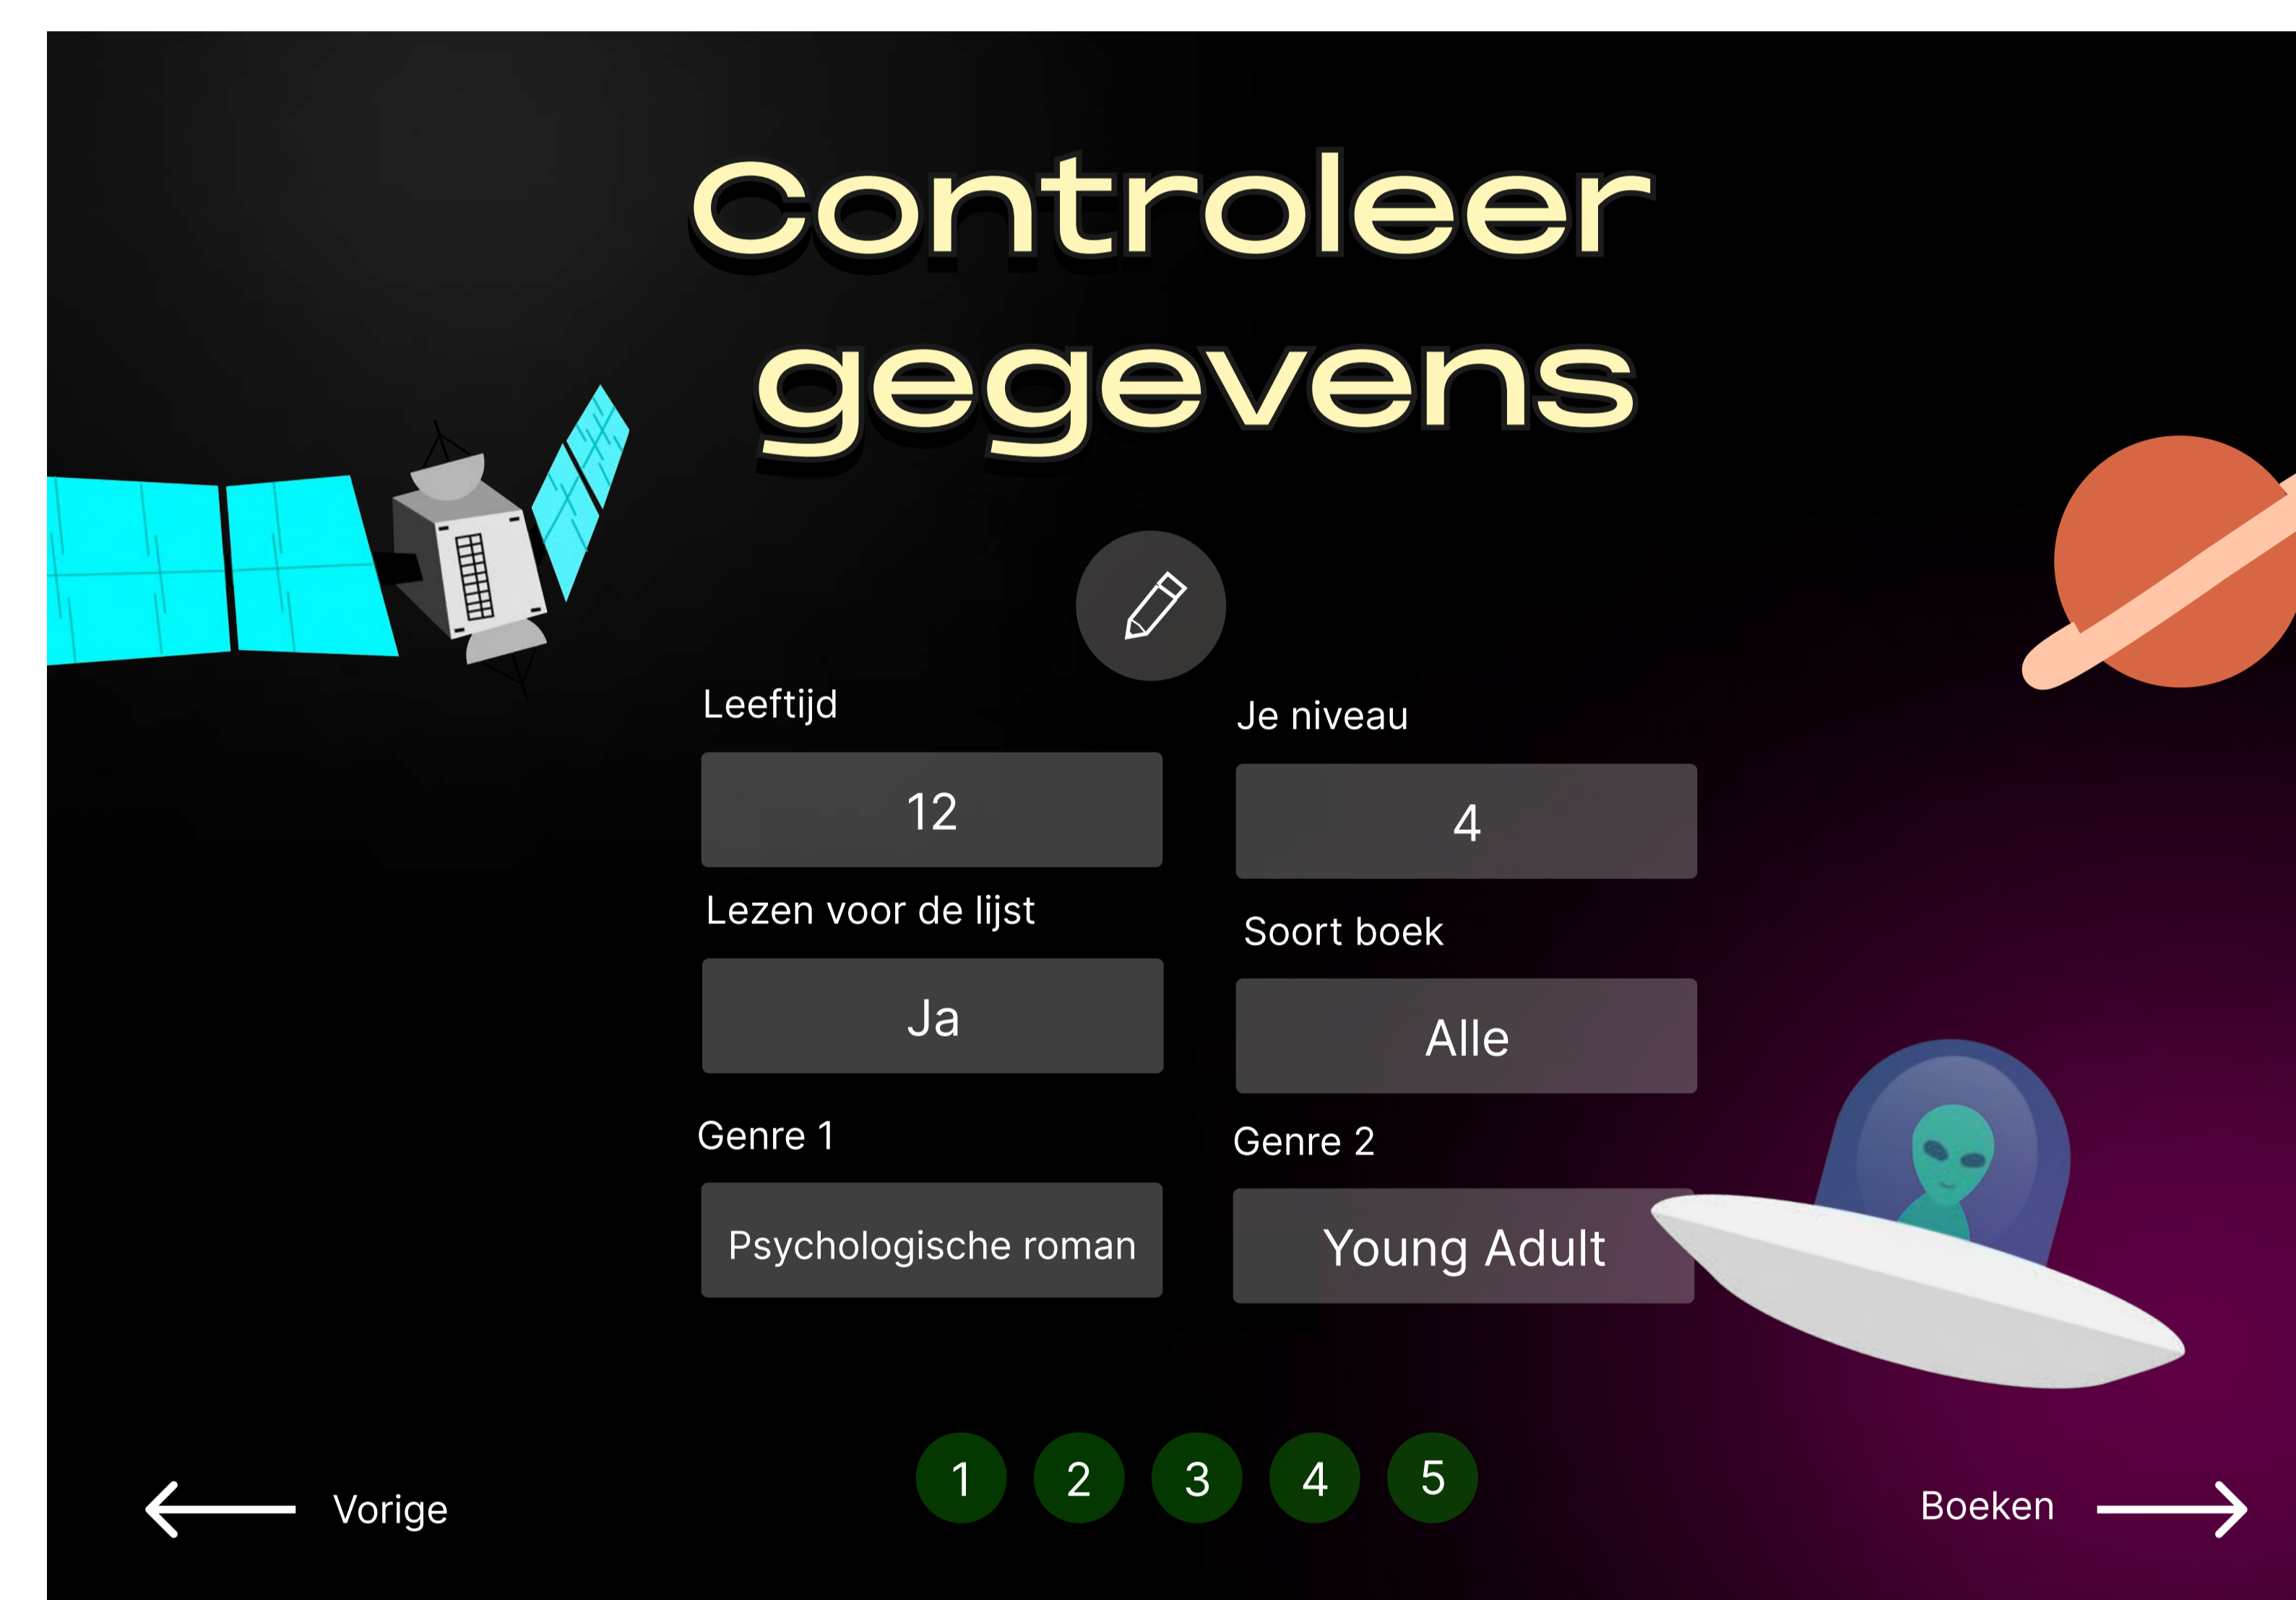 Controleer
gegevens
Leeftijd
Je niveau
12
4
Lezen voor de lijst
Soort boek
Ja
Alle
Genre 1
Genre 2
Psychologische roman
Young Adult
1 2 3 4 5
Vorige
Boeken